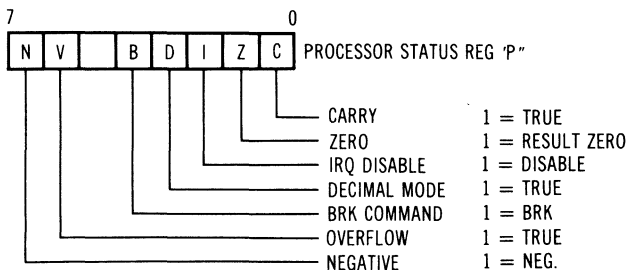 7 0
N V B D I Z C PROCESSOR STATUS REG 'P"
CARRY 1 = TRUE
ZERO 1 = RESULT ZERO
IRQ DISABLE 1 = DISABLE
DECIMAL MODE 1 = TRUE
BRK COMMAND 1 = BRK
OVERFLOW 1 = TRUE
NEGATIVE 1 = NEG.